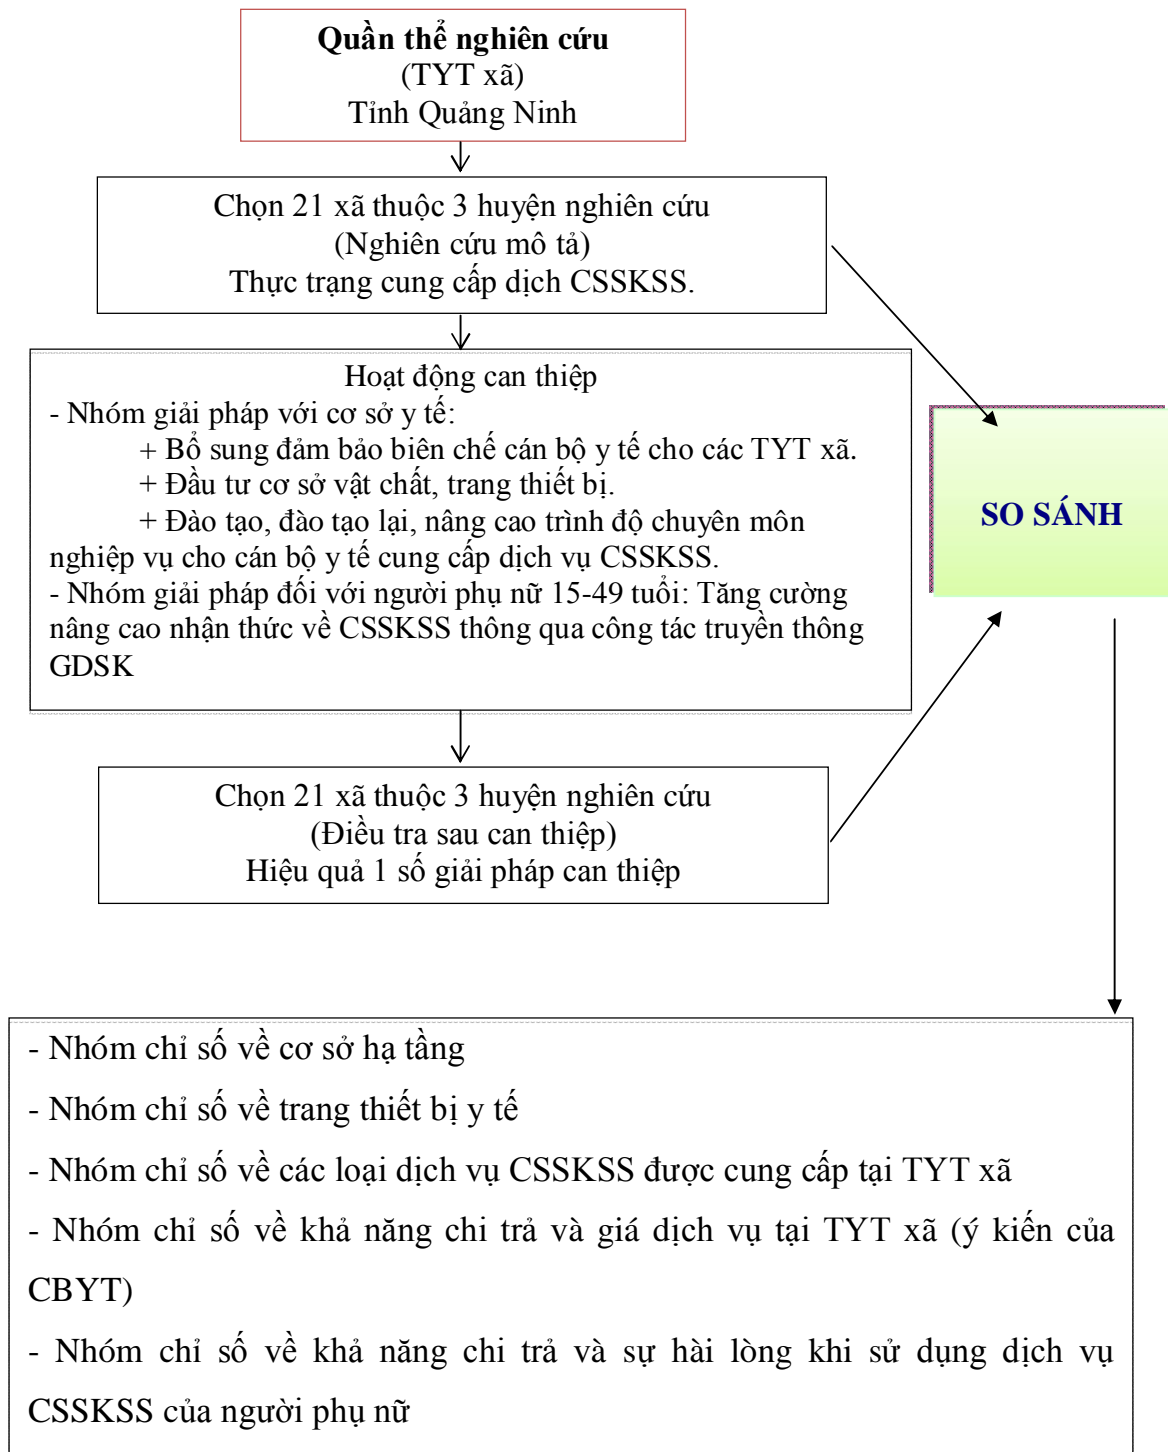 Quần thể nghiên cứu
(TYT xã)
Tỉnh Quảng Ninh
Chọn 21 xã thuộc 3 huyện nghiên cứu
(Nghiên cứu mô tả)
Thực trạng cung cấp dịch CSSKSS.
Hoạt động can thiệp
- Nhóm giải pháp với cơ sở y tế:
+ Bổ sung đảm bảo biên chế cán bộ y tế cho các TYT xã.
+ Đầu tư cơ sở vật chất, trang thiết bị.
+ Đào tạo, đào tạo lại, nâng cao trình độ chuyên môn
nghiệp vụ cho cán bộ y tế cung cấp dịch vụ CSSKSS.
- Nhóm giải pháp đối với người phụ nữ 15-49 tuổi: Tăng cường
nâng cao nhận thức về CSSKSS thông qua công tác truyền thông
GDSK
SO SÁNH
Chọn 21 xã thuộc 3 huyện nghiên cứu
(Điều tra sau can thiệp)
Hiệu quả 1 số giải pháp can thiệp
- Nhóm chỉ số về cơ sở hạ tầng
- Nhóm chỉ số về trang thiết bị y tế
- Nhóm chỉ số về các loại dịch vụ CSSKSS được cung cấp tại TYT xã
- Nhóm chỉ số về khả năng chi trả và giá dịch vụ tại TYT xã (ý kiến của
CBYT)
- Nhóm chỉ số về khả năng chi trả và sự hài lòng khi sử dụng dịch vụ
CSSKSS của người phụ nữ